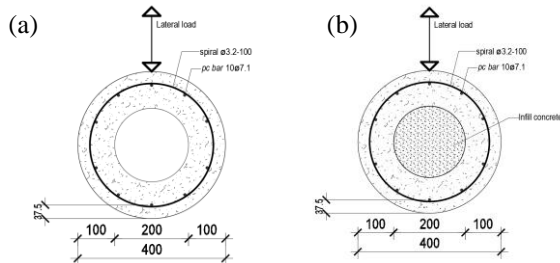 (a)
Lateral load
spiral ø3.2-100
pc bar 10ø7.1
37.5
100 200 100
400
(b)
Lateral load
spiral ø3.2-100
pc bar 10ø7.1
Infill concrete
37.5
100 200 100
400